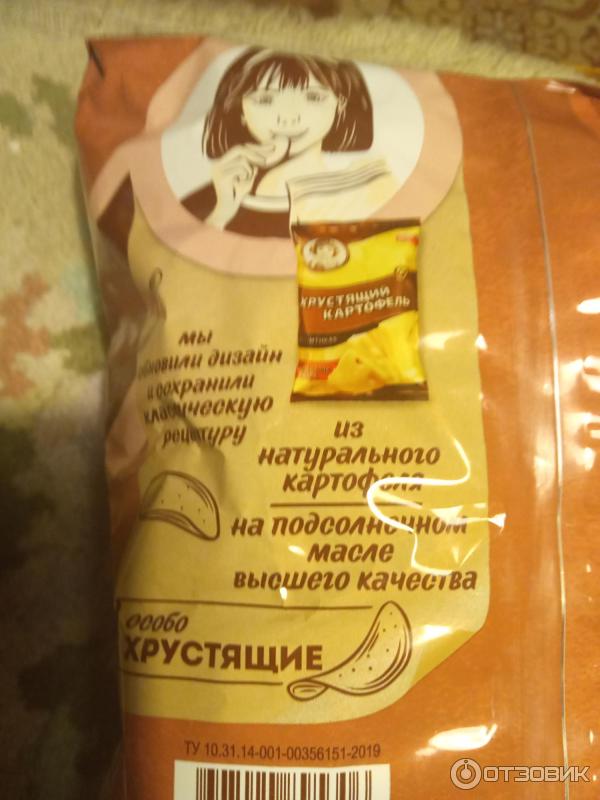 ХРУСТЯЩИЙ
КАРТОФЕЛЬ
мы
обновили дизайн
и сохранили
классическую
рецептуру
из
натурального
картофеля
на подсолнечном
масле
высшего качества
особо
ХРУСТЯЩИЕ
ТУ 10.31.14-001-00356151-2019
ОТЗОВИК